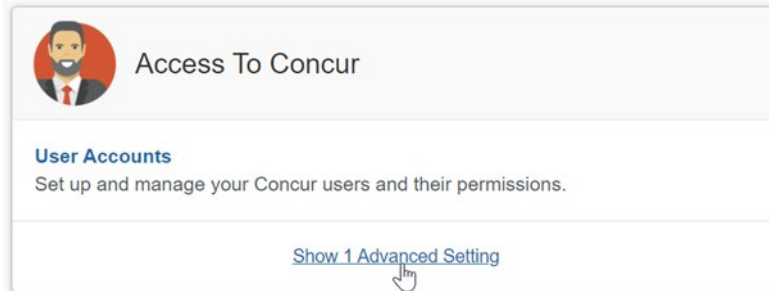 Access To Concur
User Accounts
Set up and manage your Concur users and their permissions.
Show 1 Advanced Setting